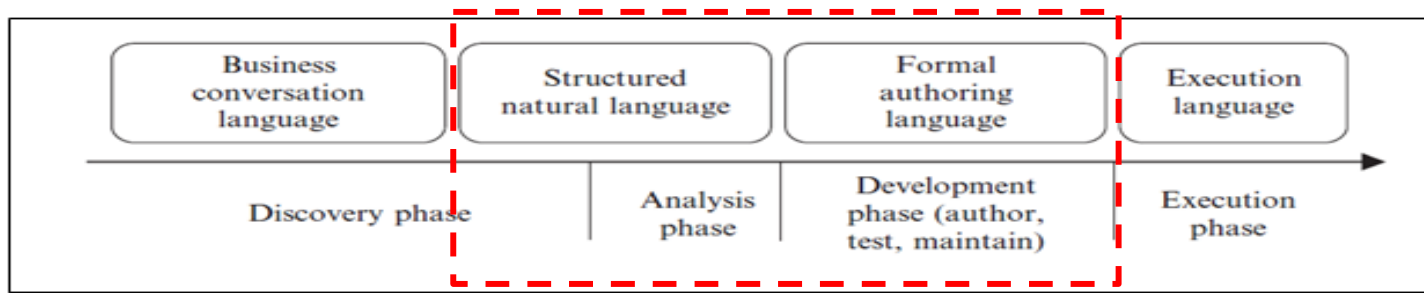 Business
conversation
language
Structured
natural language
Formal
authoring
language
Execution
language
Discovery phase
Analysis
phase
Development
phase (author,
test, maintain)
Execution
phase